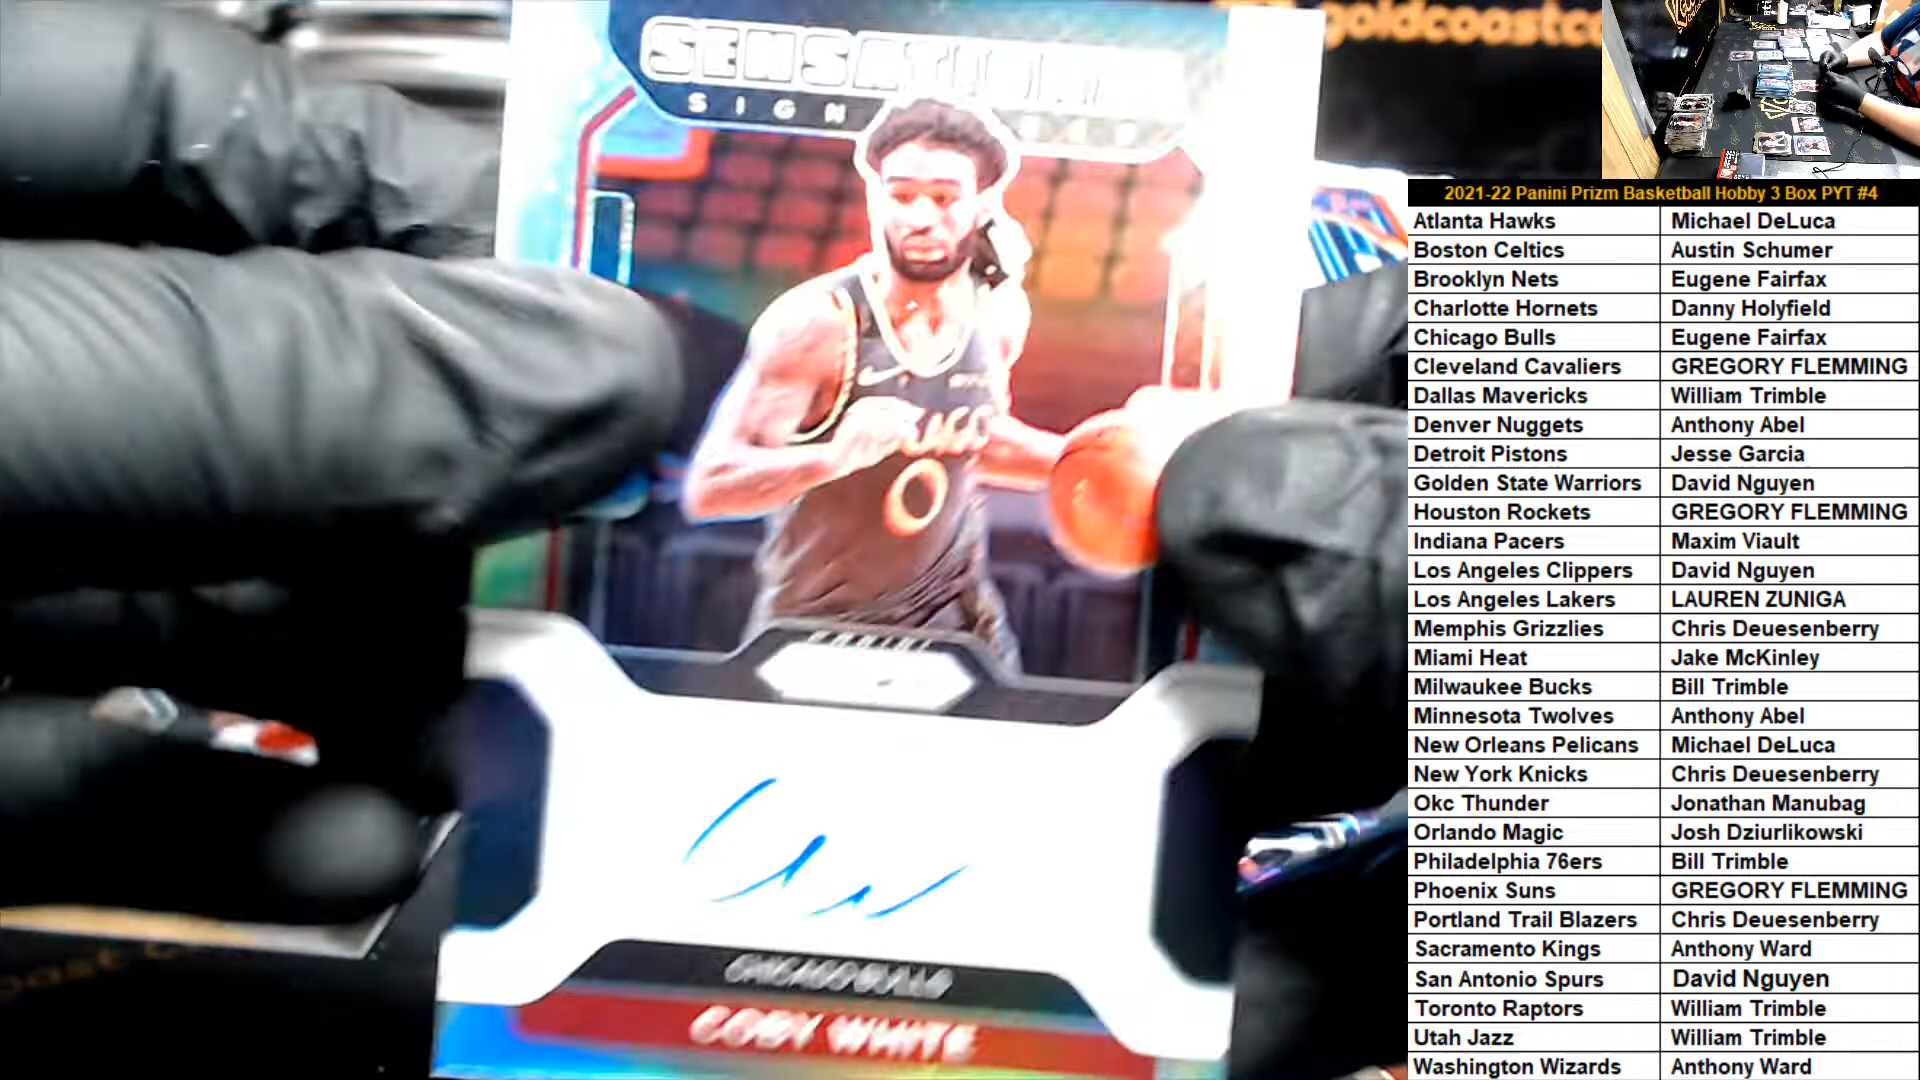 goldcoastca
SENSATIONAL
SIGN
CHICAGO
0
PANINI
CHICAGO BULLS
COBY WHITE
2021-22 Panini Prizm Basketball Hobby 3 Box PYT #4
Atlanta Hawks Michael DeLuca
Boston Celtics Austin Schumer
Brooklyn Nets Eugene Fairfax
Charlotte Hornets Danny Holyfield
Chicago Bulls Eugene Fairfax
Cleveland Cavaliers GREGORY FLEMMING
Dallas Mavericks William Trimble
Denver Nuggets Anthony Abel
Detroit Pistons Jesse Garcia
Golden State Warriors David Nguyen
Houston Rockets GREGORY FLEMMING
Indiana Pacers Maxim Viault
Los Angeles Clippers David Nguyen
Los Angeles Lakers LAUREN ZUNIGA
Memphis Grizzlies Chris Deuesenberry
Miami Heat Jake McKinley
Milwaukee Bucks Bill Trimble
Minnesota Twolves Anthony Abel
New Orleans Pelicans Michael DeLuca
New York Knicks Chris Deuesenberry
Okc Thunder Jonathan Manubag
Orlando Magic Josh Dziurlikowski
Philadelphia 76ers Bill Trimble
Phoenix Suns GREGORY FLEMMING
Portland Trail Blazers Chris Deuesenberry
Sacramento Kings Anthony Ward
San Antonio Spurs David Nguyen
Toronto Raptors William Trimble
Utah Jazz William Trimble
Washington Wizards Anthony Ward